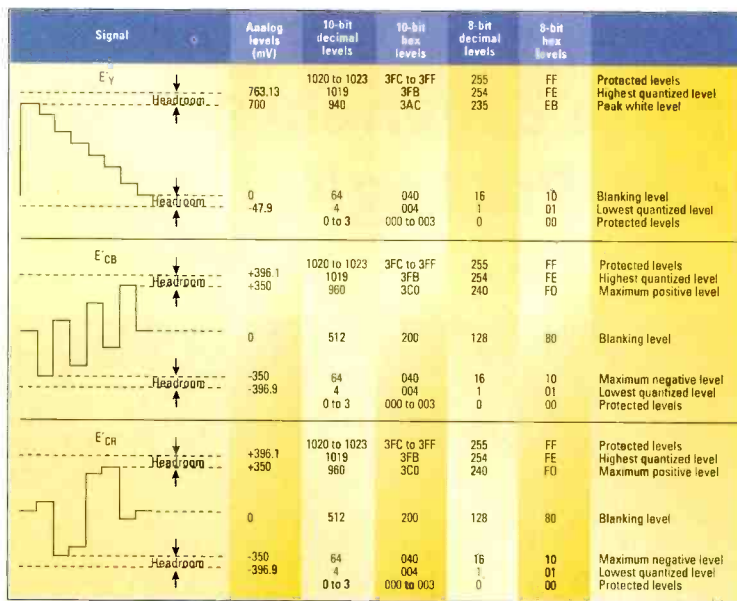 Signal Analog levels (mV) 10-bit decimal levels 10-bit hex levels 8-bit decimal levels 8-bit hex levels
E'Y 1020 to 1023 3FC to 3FF 255 FF Protected levels
Headroom 763.13 1019 3FB 254 FE Highest quantized level
700 940 3AC 235 EB Peak white level
Headroom 0 64 040 16 10 Blanking level
-47.9 4 004 1 01 Lowest quantized level
0 to 3 000 to 003 0 00 Protected levels
E'CB 1020 to 1023 3FC to 3FF 255 FF Protected levels
Headroom +396.1 1019 3FB 254 FE Highest quantized level
+350 960 3C0 240 F0 Maximum positive level
0 512 200 128 80 Blanking level
Headroom -350 64 040 16 10 Maximum negative level
-396.9 4 004 1 01 Lowest quantized level
0 to 3 000 to 003 0 00 Protected levels
E'CR 1020 to 1023 3FC to 3FF 255 FF Protected levels
Headroom +396.1 1019 3FB 254 FE Highest quantized level
+350 960 3C0 240 F0 Maximum positive level
0 512 200 128 80 Blanking level
Headroom -350 64 040 16 10 Maximum negative level
-396.9 4 004 1 01 Lowest quantized level
0 to 3 000 to 003 0 00 Protected levels